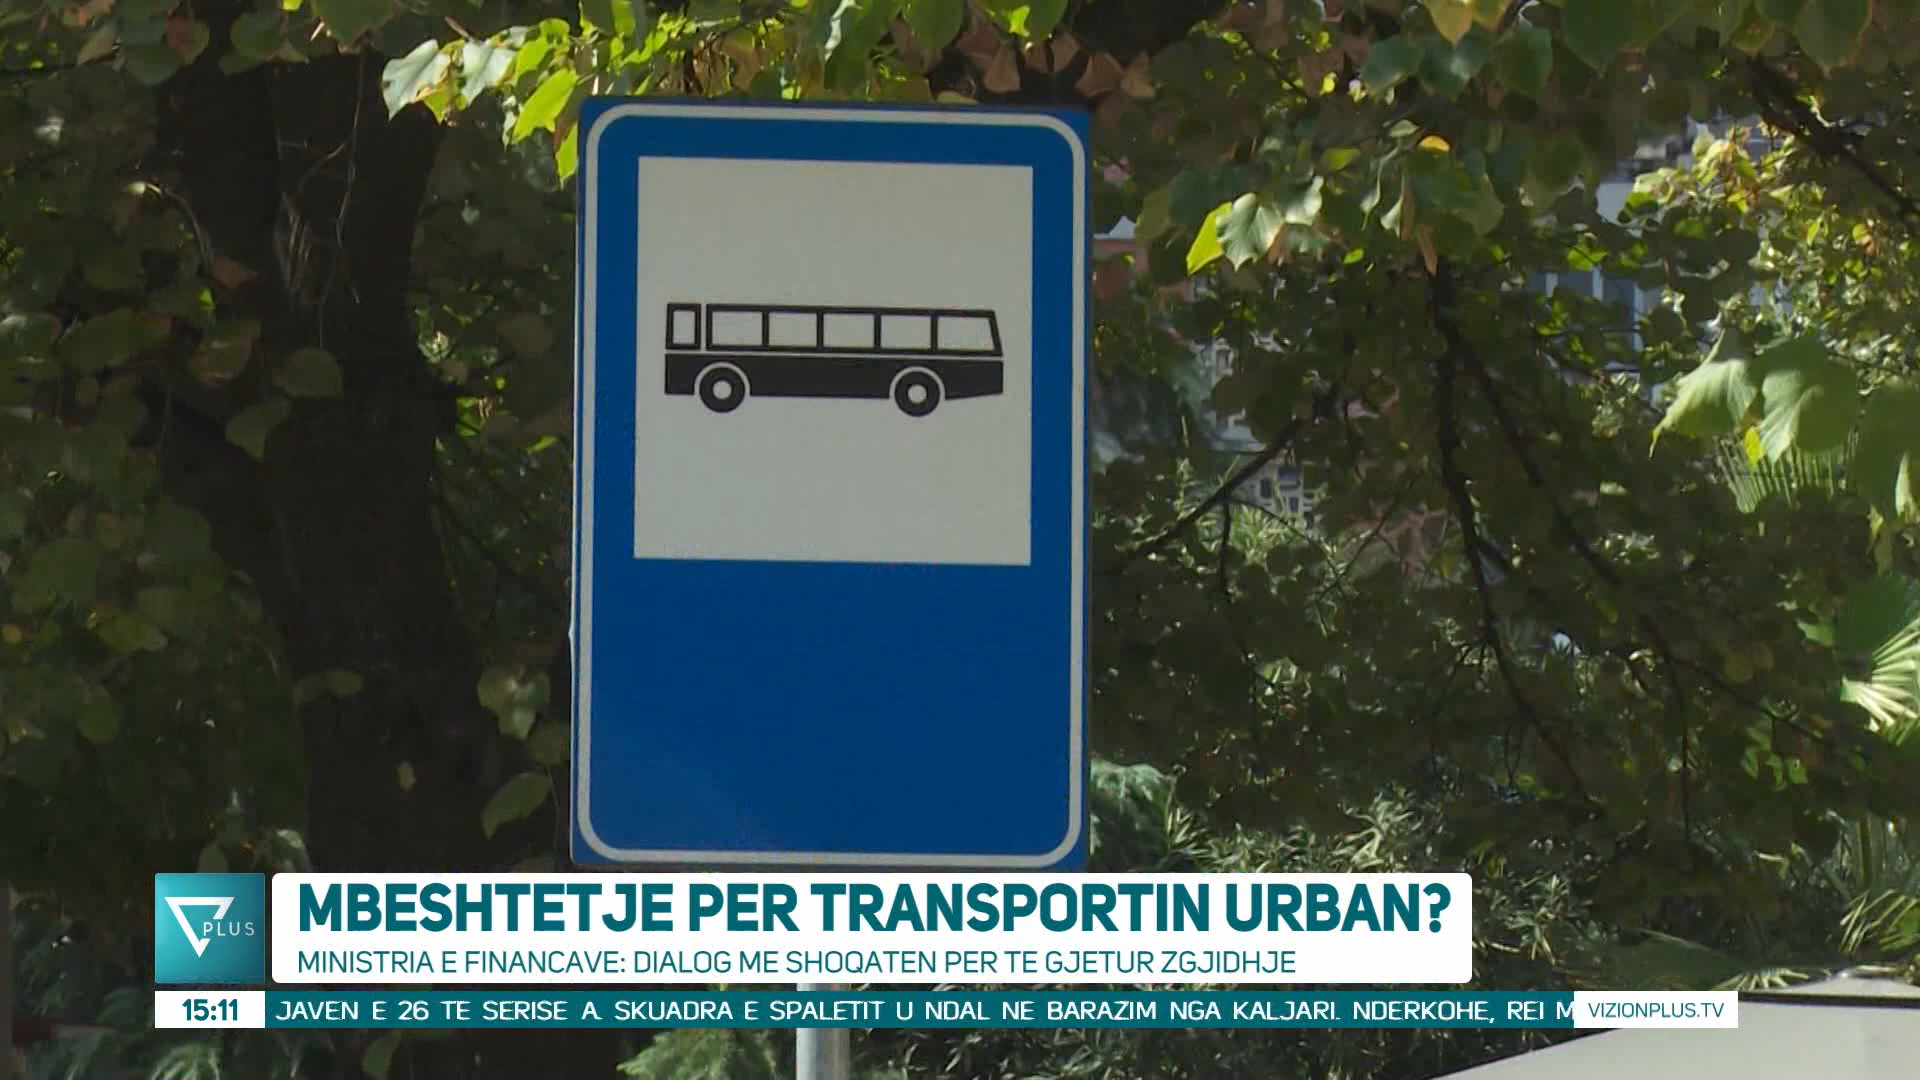 MBESHTETJE PER TRANSPORTIN URBAN?
PLUS
MINISTRIA E FINANCAVE: DIALOG ME SHOQATEN PER TE GJETUR ZGJIDHJE
15:11 JAVEN E 26 TE SERISE A. SKUADRA E SPALETIT U NDAL NE BARAZIM NGA KALJARI. NDERKOHE, REI M VIZIONPLUS.TV